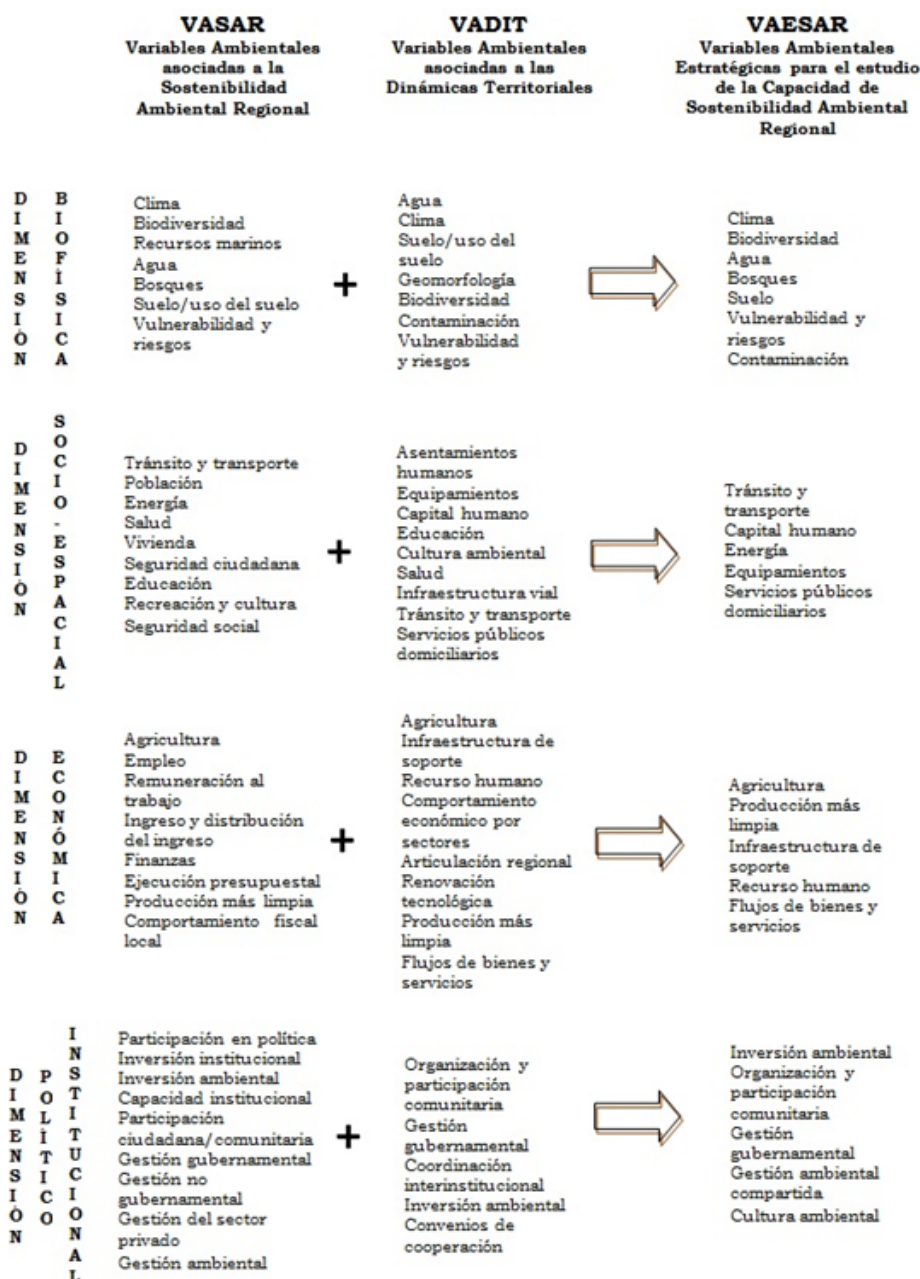 VASAR
Variables Ambientales
asociadas a la
Sostenibilidad
Ambiental Regional
VADIT
Variables Ambientales
asociadas a las
Dinámicas Territoriales
VAESAR
Variables Ambientales
Estratégicas para el estudio
de la Capacidad de
Sostenibilidad Ambiental
Regional
DIMENSIÓN
BIOFÍSICA
Clima
Biodiversidad
Recursos marinos
Agua
Bosques
Suelo/uso del suelo
Vulnerabilidad y
riesgos
+
Agua
Clima
Suelo/uso del
suelo
Geomorfología
Biodiversidad
Contaminación
Vulnerabilidad
y riesgos
Clima
Biodiversidad
Agua
Bosques
Suelo
Vulnerabilidad y
riesgos
Contaminación
DIMENSIÓN
SOCIO-ESPACIAL
Tránsito y transporte
Población
Energía
Salud
Vivienda
Seguridad ciudadana
Educación
Recreación y cultura
Seguridad social
+
Asentamientos
humanos
Equipamientos
Capital humano
Educación
Cultura ambiental
Salud
Infraestructura vial
Tránsito y transporte
Servicios públicos
domiciliarios
Tránsito y
transporte
Capital humano
Energía
Equipamientos
Servicios públicos
domiciliarios
DIMENSIÓN
ECONÓMICA
Agricultura
Empleo
Remuneración al
trabajo
Ingreso y distribución
del ingreso
Finanzas
Ejecución presupuestal
Producción más limpia
Comportamiento fiscal
local
+
Agricultura
Infraestructura de
soporte
Recurso humano
Comportamiento
económico por
sectores
Articulación regional
Renovación
tecnológica
Producción más
limpia
Flujos de bienes y
servicios
Agricultura
Producción más
limpia
Infraestructura de
soporte
Recurso humano
Flujos de bienes y
servicios
DIMENSIÓN
POLÍTICO
INSTITUCIONAL
Participación en política
Inversión institucional
Inversión ambiental
Capacidad institucional
Participación
ciudadana/comunitaria
Gestión gubernamental
Gestión no
gubernamental
Gestión del sector
privado
Gestión ambiental
+
Organización y
participación
comunitaria
Gestión
gubernamental
Coordinación
interinstitucional
Inversión ambiental
Convenios de
cooperación
Inversión ambiental
Organización y
participación
comunitaria
Gestión
gubernamental
Gestión ambiental
compartida
Cultura ambiental